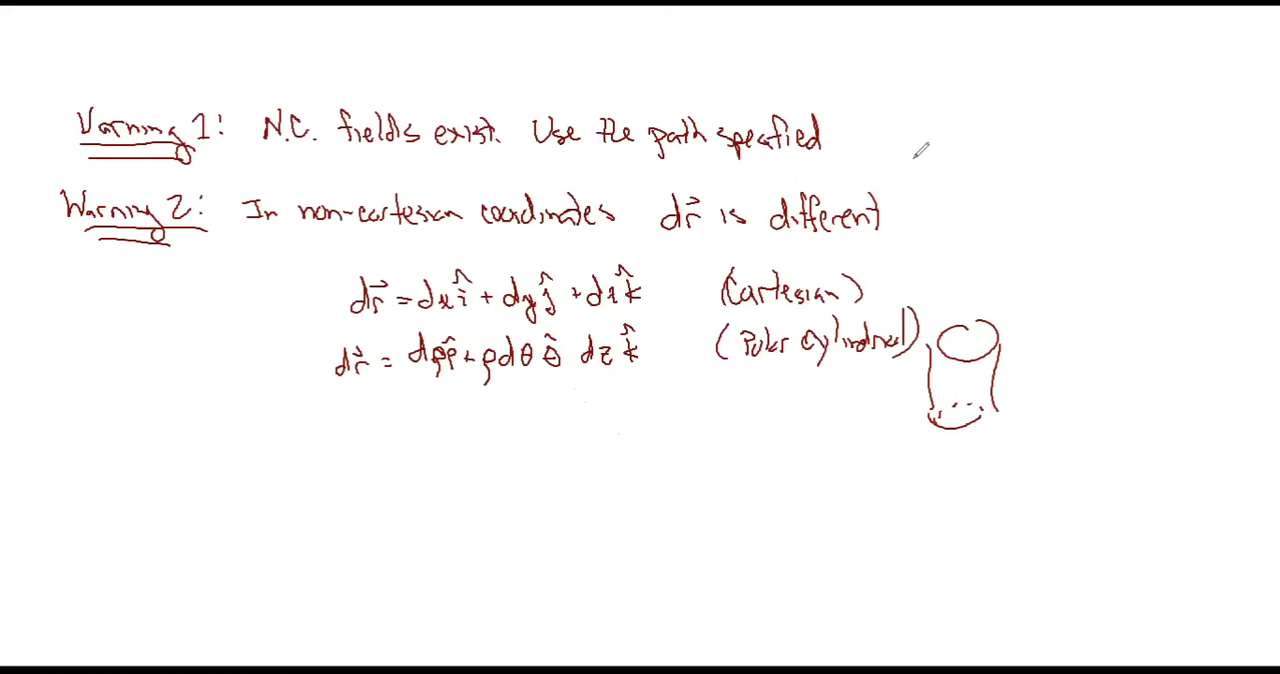 Warning 1: N.C. fields exist. Use the path specified
Warning 2: In non-cartesian coordinates dr⃗ is different
dr⃗ = dx î + dy ĵ + dz k̂ (Cartesian)
dr⃗ = dρ ρ̂ + ρ dθ θ̂ dz k̂ (Polar Cylindrical)